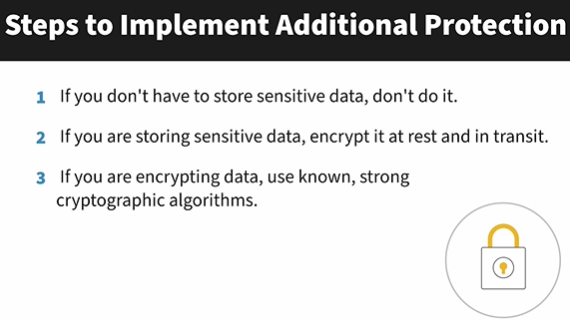 Steps to Implement Additional Protection
1 If you don't have to store sensitive data, don't do it.
2 If you are storing sensitive data, encrypt it at rest and in transit.
3 If you are encrypting data, use known, strong
cryptographic algorithms.